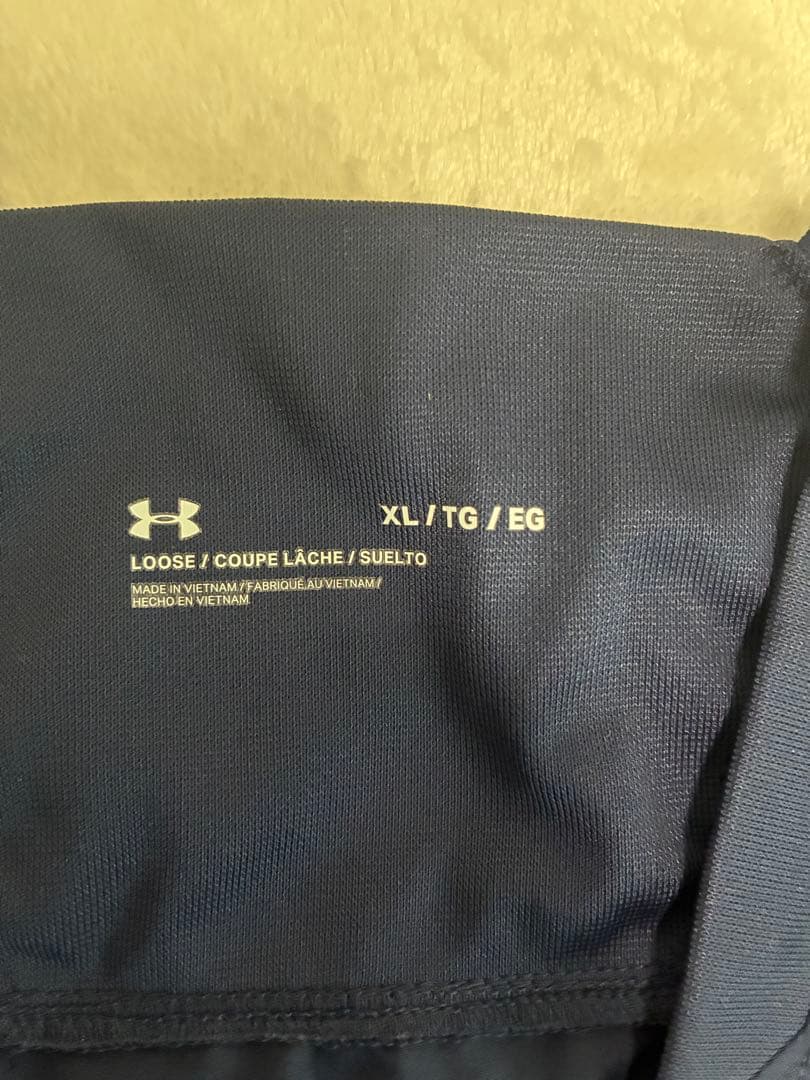 XL / TG / EG
LOOSE / COUPE LÂCHE / SUELTO
MADE IN VIETNAM / FABRIQUÉ AU VIETNAM /
HECHO EN VIETNAM